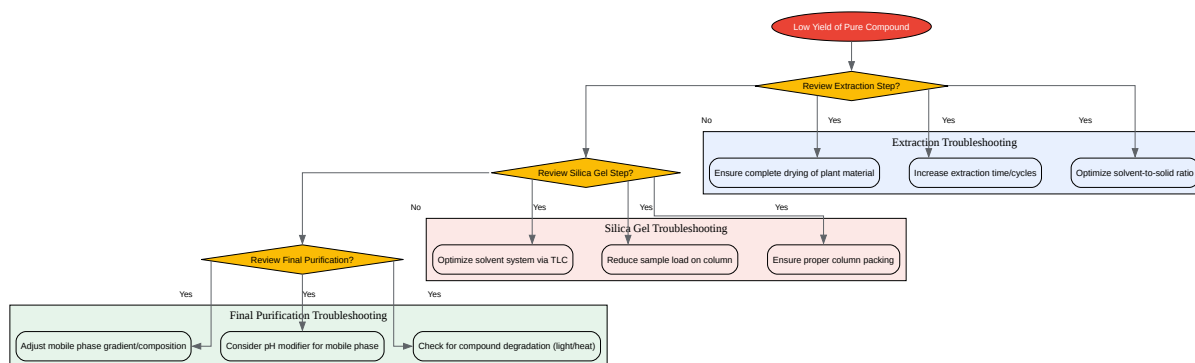 Low Yield of Pure Compound
Review Extraction Step?
No
Yes
Yes
Yes
Extraction Troubleshooting
Ensure complete drying of plant material
Increase extraction time/cycles
Optimize solvent-to-solid ratio
Review Silica Gel Step?
No
Yes
Yes
Yes
Silica Gel Troubleshooting
Optimize solvent system via TLC
Reduce sample load on column
Ensure proper column packing
Review Final Purification?
Yes
Yes
Yes
Final Purification Troubleshooting
Adjust mobile phase gradient/composition
Consider pH modifier for mobile phase
Check for compound degradation (light/heat)